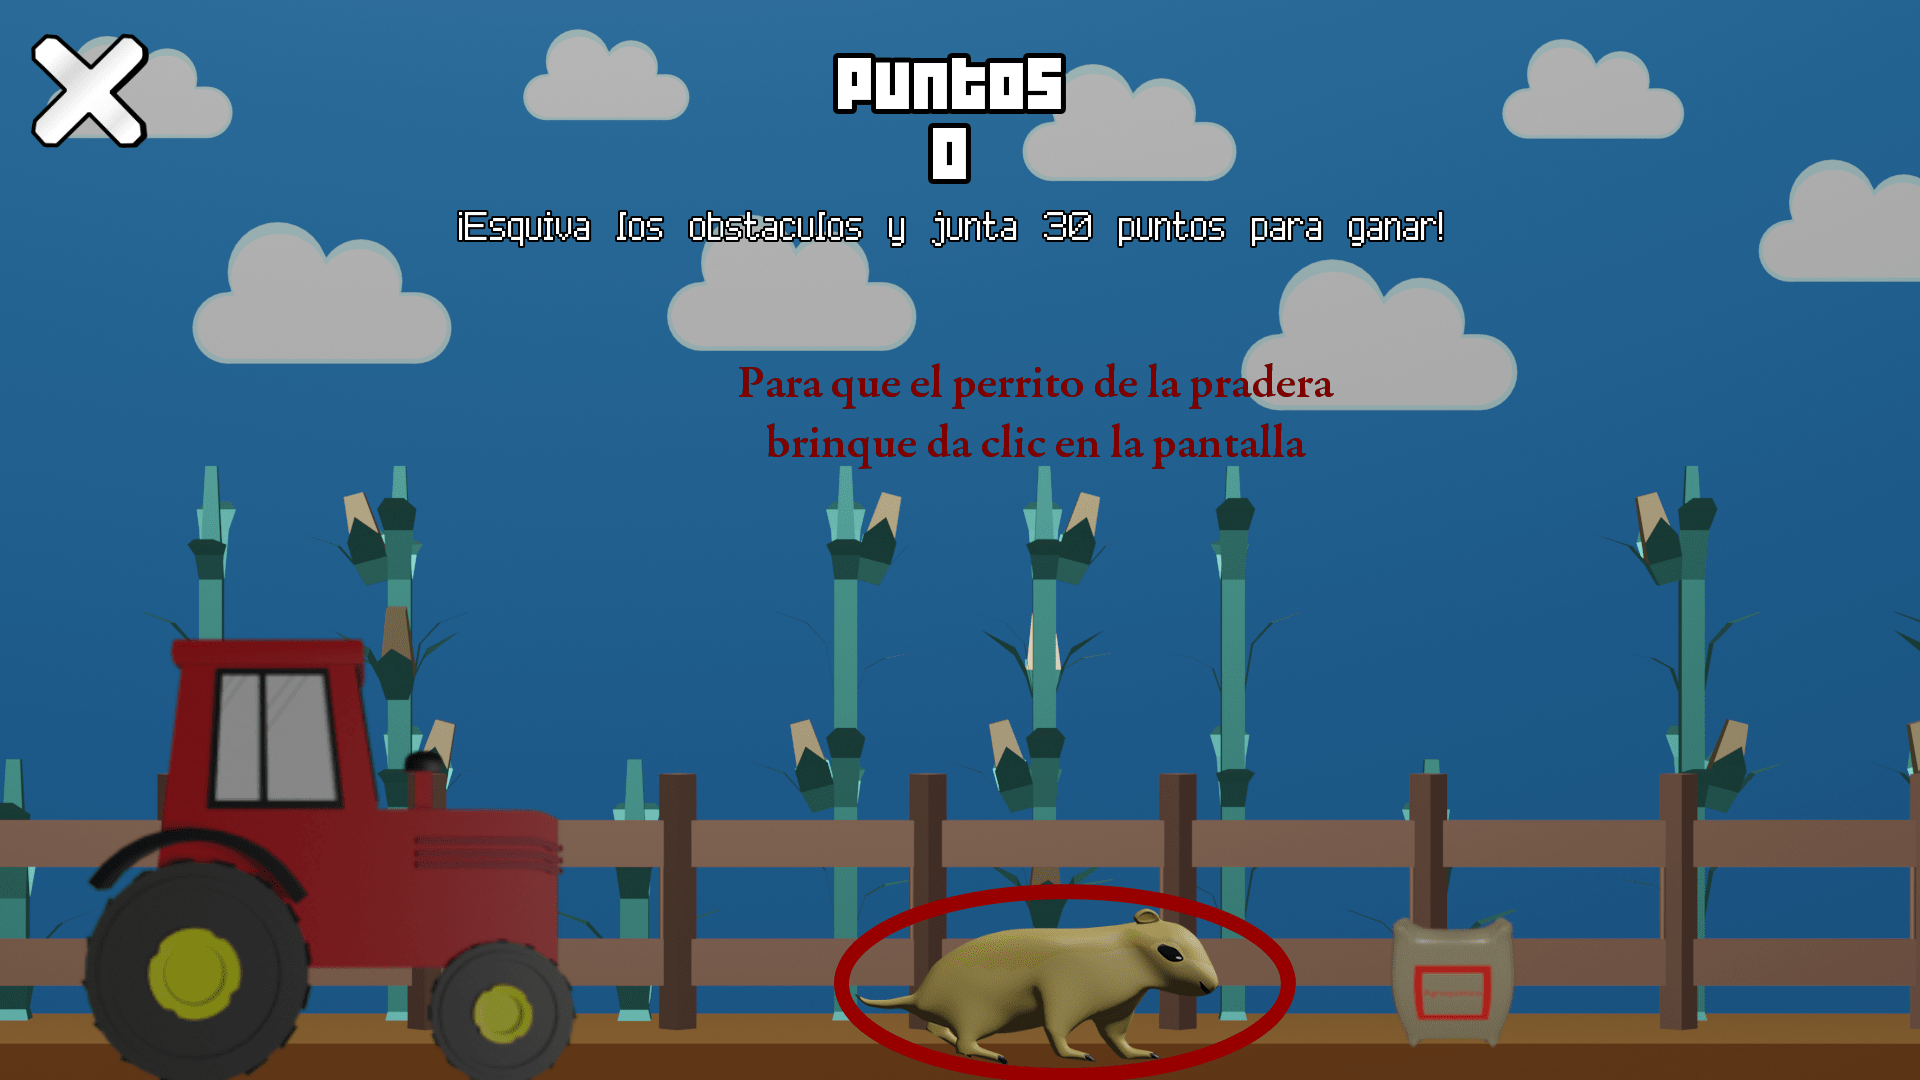 Puntos
0
¡Esquiva los obstaculos y junta 30 puntos para ganar!
Para que el perrito de la pradera
brinque da clic en la pantalla